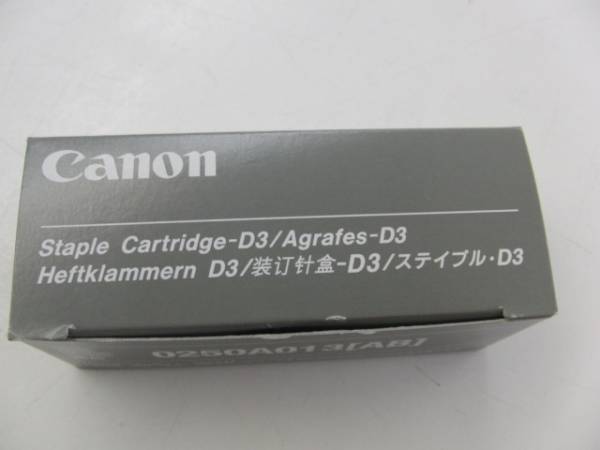 Canon
Staple Cartridge-D3/Agrafes-D3
Heftklammern D3/装订针盒-D3/ステイプル・D3
0250A013[AB]